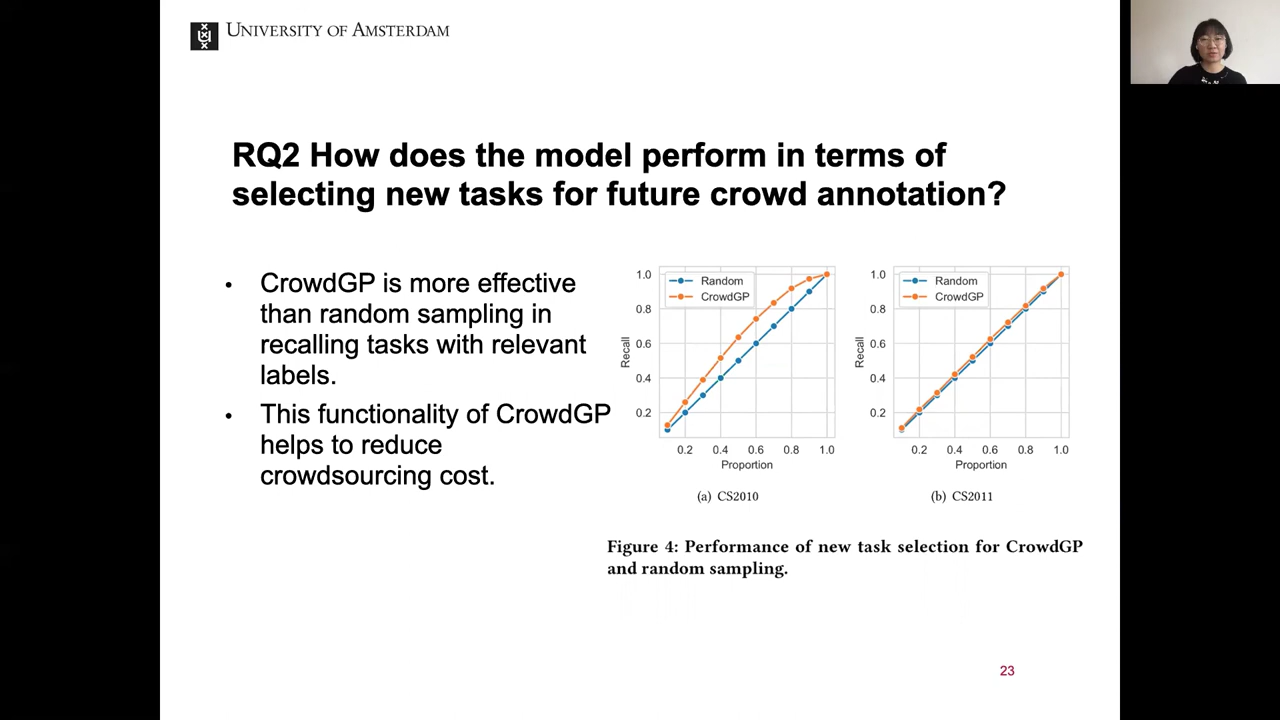 UNIVERSITY OF AMSTERDAM
RQ2 How does the model perform in terms of
selecting new tasks for future crowd annotation?
• CrowdGP is more effective
than random sampling in
recalling tasks with relevant
labels.
• This functionality of CrowdGP
helps to reduce
crowdsourcing cost.
Random
CrowdGP
1.0
0.8
0.6
0.4
0.2
Recall
0.2 0.4 0.6 0.8 1.0
Proportion
(a) CS2010
Random
CrowdGP
1.0
0.8
0.6
0.4
0.2
Recall
0.2 0.4 0.6 0.8 1.0
Proportion
(b) CS2011
Figure 4: Performance of new task selection for CrowdGP
and random sampling.
23